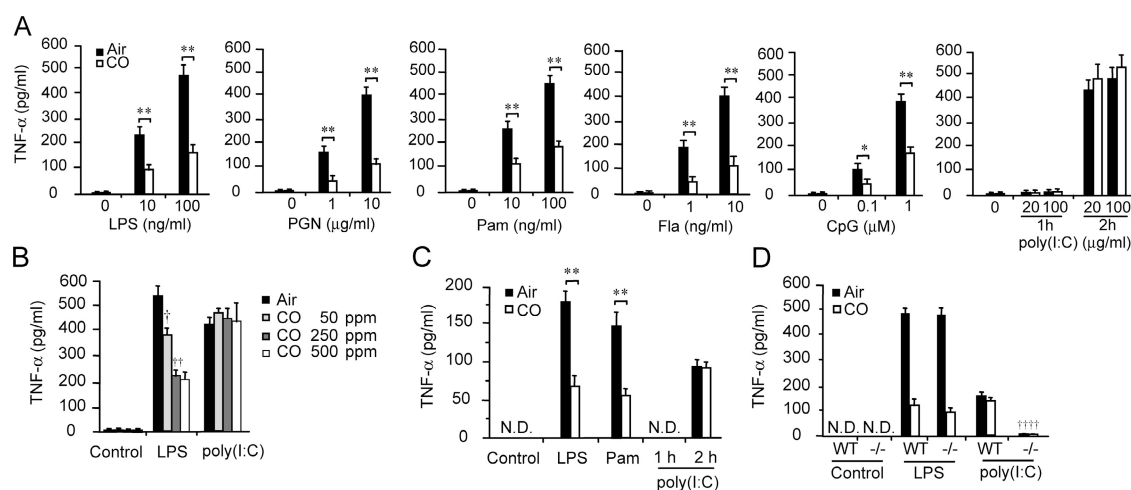 A
TNF-α (pg/ml)
600
500
400
300
200
100
0
Air
CO
**
**
0 10 100
LPS (ng/ml)
600
500
400
300
200
100
0
**
**
0 1 10
PGN (μg/ml)
600
500
400
300
200
100
0
**
**
0 10 100
Pam (ng/ml)
600
500
400
300
200
100
0
**
**
0 1 10
Fla (ng/ml)
600
500
400
300
200
100
0
*
**
0 0.1 1
CpG (μM)
600
500
400
300
200
100
0
0 20 100 20 100
1h 2h
poly(I:C) (μg/ml)
B
TNF-α (pg/ml)
600
500
400
300
200
100
0
†
††
Air
CO 50 ppm
CO 250 ppm
CO 500 ppm
Control LPS poly(I:C)
C
TNF-α (pg/ml)
200
150
100
50
0
Air
CO
**
**
N.D. N.D.
Control LPS Pam 1 h 2 h
poly(I:C)
D
TNF-α (pg/ml)
600
500
400
300
200
100
0
Air
CO
N.D. N.D.
††††
WT -/- WT -/- WT -/-
Control LPS poly(I:C)